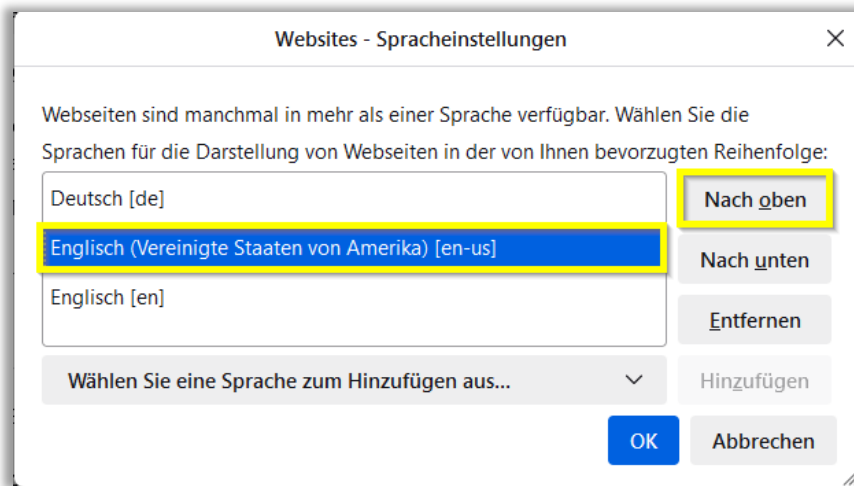 Websites - Spracheinstellungen
Webseiten sind manchmal in mehr als einer Sprache verfügbar. Wählen Sie die
Sprachen für die Darstellung von Webseiten in der von Ihnen bevorzugten Reihenfolge:
Deutsch [de]
Nach oben
Englisch (Vereinigte Staaten von Amerika) [en-us]
Nach unten
Englisch [en]
Entfernen
Wählen Sie eine Sprache zum Hinzufügen aus...
Hinzufügen
OK
Abbrechen